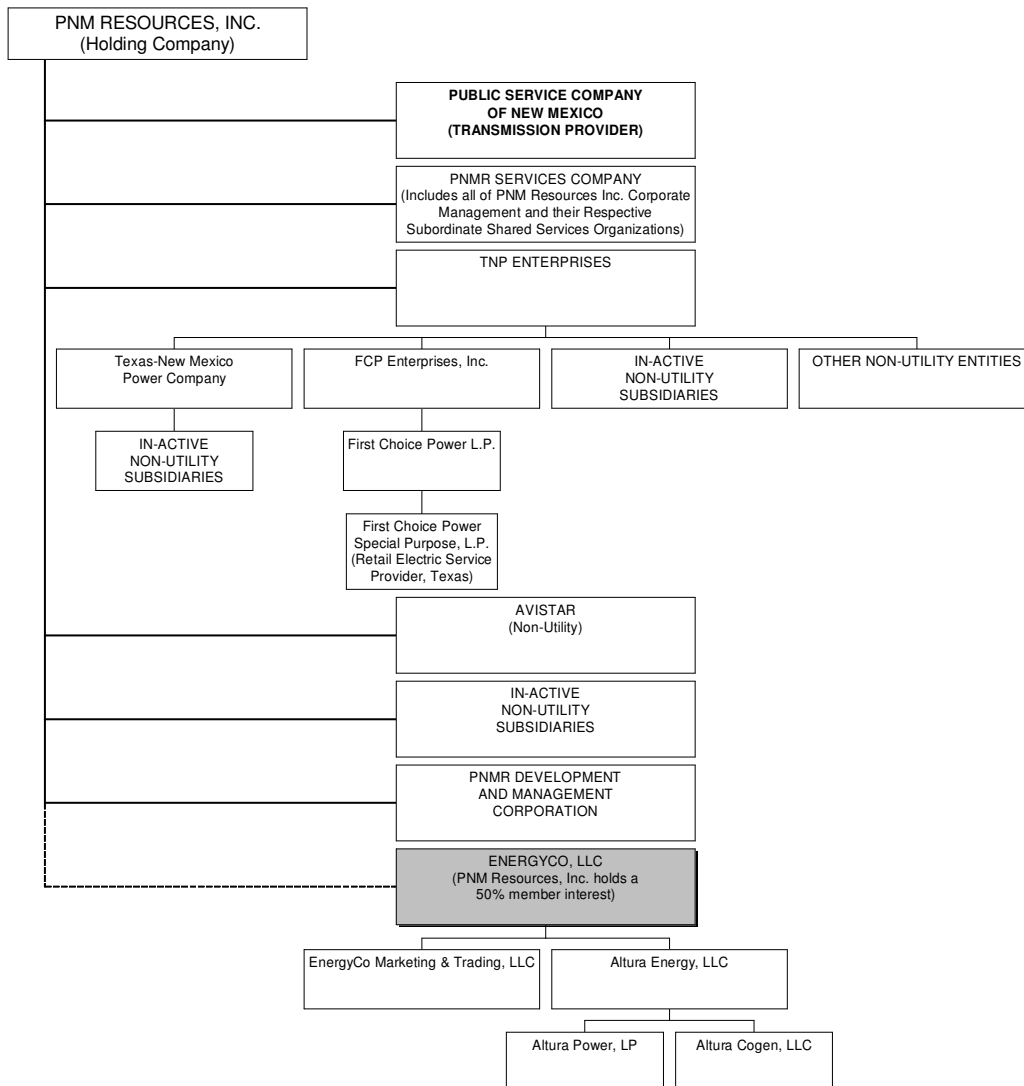 PNM RESOURCES, INC.
(Holding Company)
PUBLIC SERVICE COMPANY
OF NEW MEXICO
(TRANSMISSION PROVIDER)
PNMR SERVICES COMPANY
(Includes all of PNM Resources Inc. Corporate
Management and their Respective
Subordinate Shared Services Organizations)
TNP ENTERPRISES
Texas-New Mexico
Power Company
FCP Enterprises, Inc.
IN-ACTIVE
NON-UTILITY
SUBSIDIARIES
OTHER NON-UTILITY ENTITIES
IN-ACTIVE
NON-UTILITY
SUBSIDIARIES
First Choice Power L.P.
First Choice Power
Special Purpose, L.P.
(Retail Electric Service
Provider, Texas)
AVISTAR
(Non-Utility)
IN-ACTIVE
NON-UTILITY
SUBSIDIARIES
PNMR DEVELOPMENT
AND MANAGEMENT
CORPORATION
ENERGYCO, LLC
(PNM Resources, Inc. holds a
50% member interest)
EnergyCo Marketing & Trading, LLC
Altura Energy, LLC
Altura Power, LP
Altura Cogen, LLC